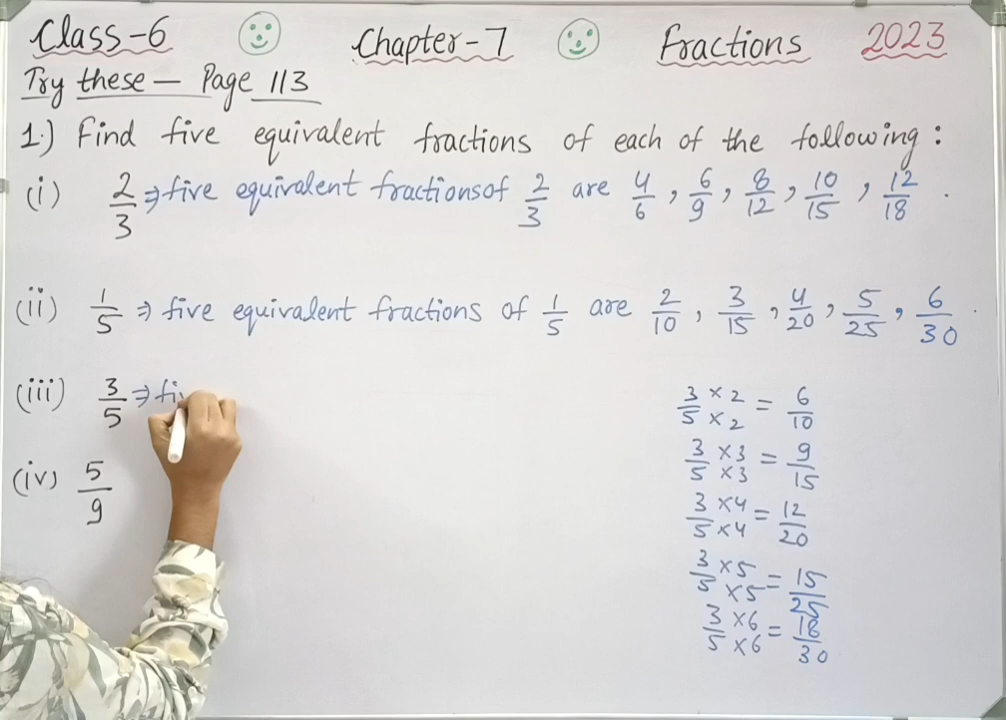 Class-6 Chapter-7 Fractions 2023
Try these — Page 113
1.) Find five equivalent fractions of each of the following:
(i) 2/3 ⇒ five equivalent fractions of 2/3 are 4/6, 6/9, 8/12, 10/15, 12/18.
(ii) 1/5 ⇒ five equivalent fractions of 1/5 are 2/10, 3/15, 4/20, 5/25, 6/30.
(iii) 3/5 ⇒ fi
(iv) 5/9
3/5 ×2/×2 = 6/10
3/5 ×3/×3 = 9/15
3/5 ×4/×4 = 12/20
3/5 ×5/×5 = 15/25
3/5 ×6/×6 = 18/30